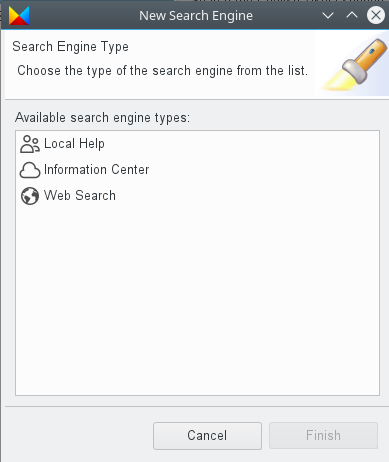 New Search Engine
Search Engine Type
Choose the type of the search engine from the list.
Available search engine types:
Local Help
Information Center
Web Search
Cancel
Finish